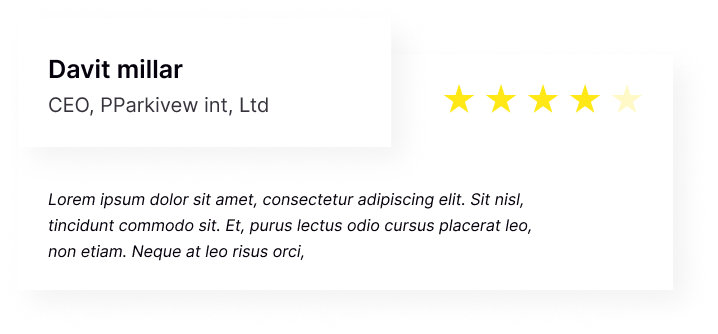 Davit millar
CEO, PParkivew int, Ltd
Lorem ipsum dolor sit amet, consectetur adipiscing elit. Sit nisl,
tincidunt commodo sit. Et, purus lectus odio cursus placerat leo,
non etiam. Neque at leo risus orci,